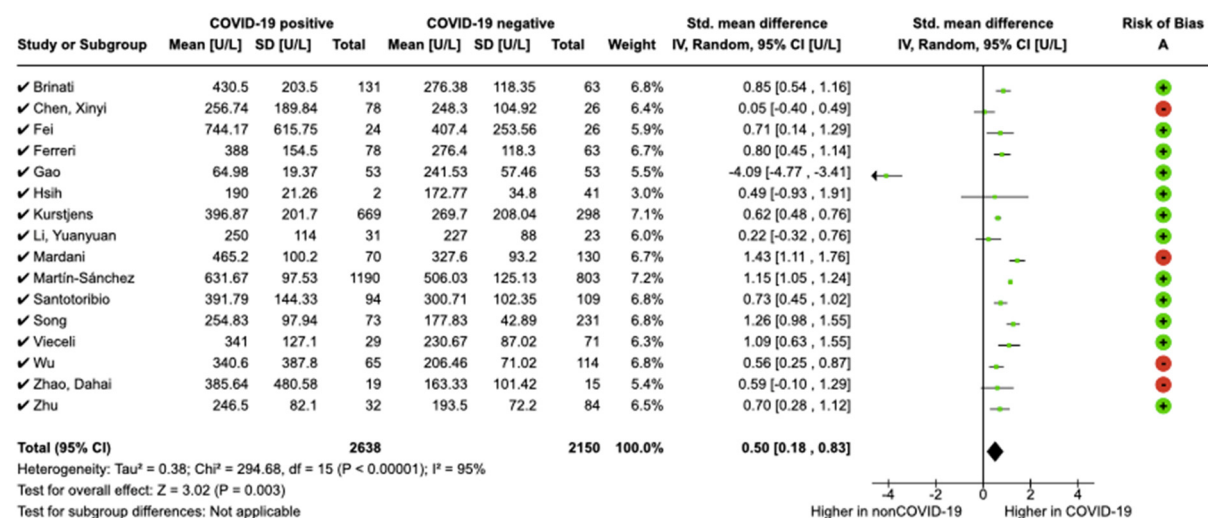 COVID-19 positive COVID-19 negative Std. mean difference Std. mean difference Risk of Bias
Study or Subgroup Mean [U/L] SD [U/L] Total Mean [U/L] SD [U/L] Total Weight IV, Random, 95% CI [U/L] IV, Random, 95% CI [U/L] A
✔ Brinati 430.5 203.5 131 276.38 118.35 63 6.8% 0.85 [0.54 , 1.16] +
✔ Chen, Xinyi 256.74 189.84 78 248.3 104.92 26 6.4% 0.05 [-0.40 , 0.49] -
✔ Fei 744.17 615.75 24 407.4 253.56 26 5.9% 0.71 [0.14 , 1.29] +
✔ Ferreri 388 154.5 78 276.4 118.3 63 6.7% 0.80 [0.45 , 1.14] +
✔ Gao 64.98 19.37 53 241.53 57.46 53 5.5% -4.09 [-4.77 , -3.41] +
✔ Hsih 190 21.26 2 172.77 34.8 41 3.0% 0.49 [-0.93 , 1.91] +
✔ Kurstjens 396.87 201.7 669 269.7 208.04 298 7.1% 0.62 [0.48 , 0.76] +
✔ Li, Yuanyuan 250 114 31 227 88 23 6.0% 0.22 [-0.32 , 0.76] +
✔ Mardani 465.2 100.2 70 327.6 93.2 130 6.8% 1.43 [1.11 , 1.76] -
✔ Martín-Sánchez 631.67 97.53 1190 506.03 125.13 803 7.2% 1.15 [1.05 , 1.24] +
✔ Santotoribio 391.79 144.33 94 300.71 102.35 109 6.8% 0.73 [0.45 , 1.02] +
✔ Song 254.83 97.94 73 177.83 42.89 231 6.8% 1.26 [0.98 , 1.55] +
✔ Vieceli 341 127.1 29 230.67 87.02 71 6.3% 1.09 [0.63 , 1.55] +
✔ Wu 340.6 387.8 65 206.46 71.02 114 6.8% 0.56 [0.25 , 0.87] -
✔ Zhao, Dahai 385.64 480.58 19 163.33 101.42 15 5.4% 0.59 [-0.10 , 1.29] -
✔ Zhu 246.5 82.1 32 193.5 72.2 84 6.5% 0.70 [0.28 , 1.12] +
Total (95% CI) 2638 2150 100.0% 0.50 [0.18 , 0.83]
Heterogeneity: Tau² = 0.38; Chi² = 294.68, df = 15 (P < 0.00001); I² = 95%
Test for overall effect: Z = 3.02 (P = 0.003) -4 -2 0 2 4
Test for subgroup differences: Not applicable Higher in nonCOVID-19 Higher in COVID-19